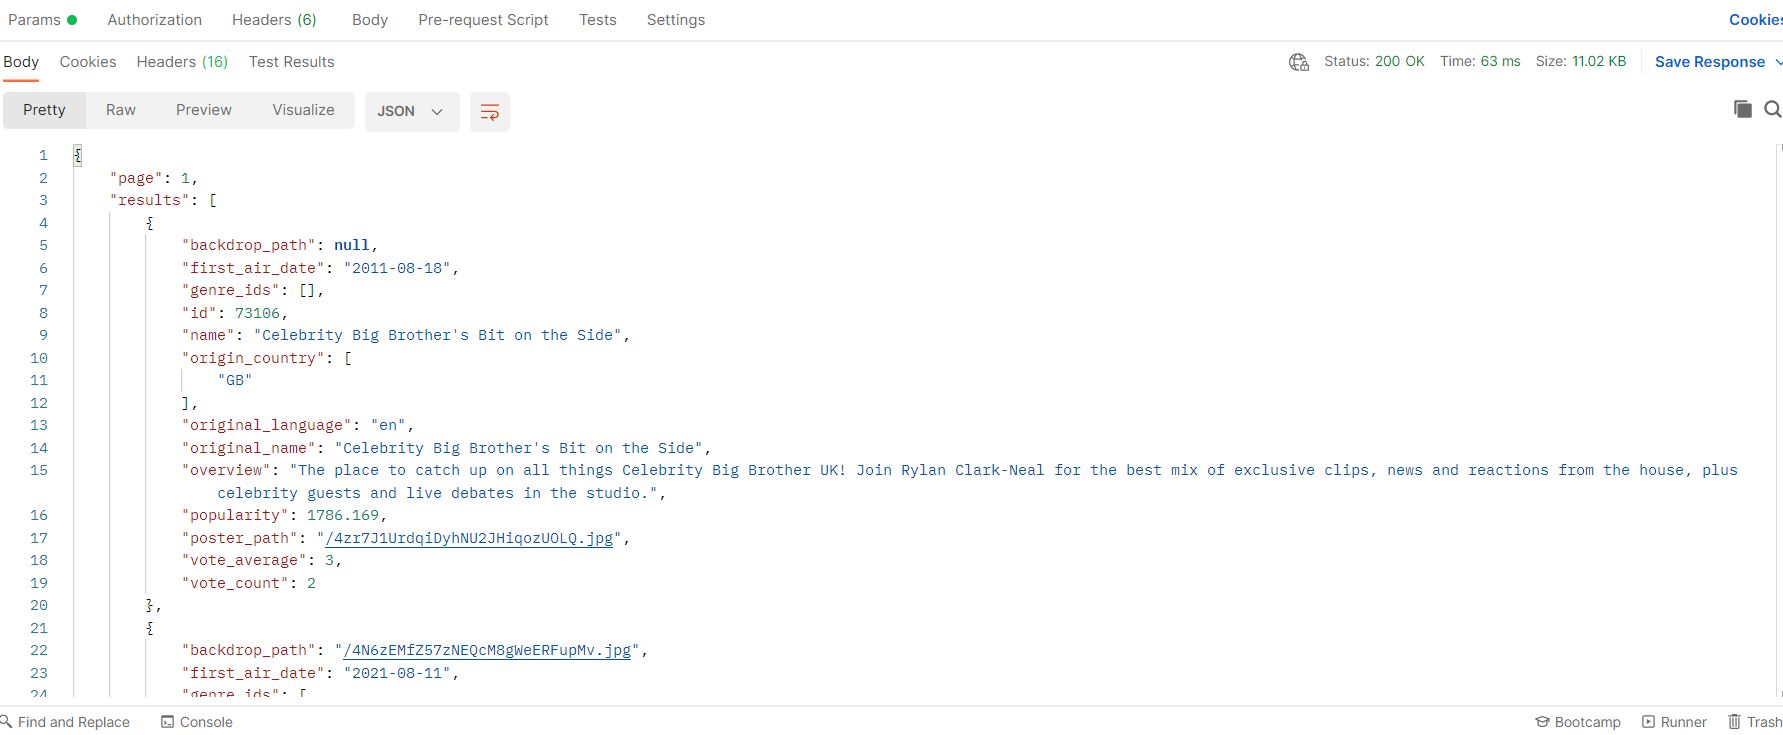 Params Authorization Headers (6) Body Pre-request Script Tests Settings Cookies
Body Cookies Headers (16) Test Results Status: 200 OK Time: 63 ms Size: 11.02 KB Save Response
Pretty Raw Preview Visualize JSON
1 {
2 "page": 1,
3 "results": [
4 {
5 "backdrop_path": null,
6 "first_air_date": "2011-08-18",
7 "genre_ids": [],
8 "id": 73106,
9 "name": "Celebrity Big Brother's Bit on the Side",
10 "origin_country": [
11 "GB"
12 ],
13 "original_language": "en",
14 "original_name": "Celebrity Big Brother's Bit on the Side",
15 "overview": "The place to catch up on all things Celebrity Big Brother UK! Join Rylan Clark-Neal for the best mix of exclusive clips, news and reactions from the house, plus
celebrity guests and live debates in the studio.",
16 "popularity": 1786.169,
17 "poster_path": "/4zr7J1UrdqiDyhNU2JHiqozUOLQ.jpg",
18 "vote_average": 3,
19 "vote_count": 2
20 },
21 {
22 "backdrop_path": "/4N6zEMfZ57zNEQcM8gWeERFupMv.jpg",
23 "first_air_date": "2021-08-11",
24 "genre_ids": [
Find and Replace Console Bootcamp Runner Trash